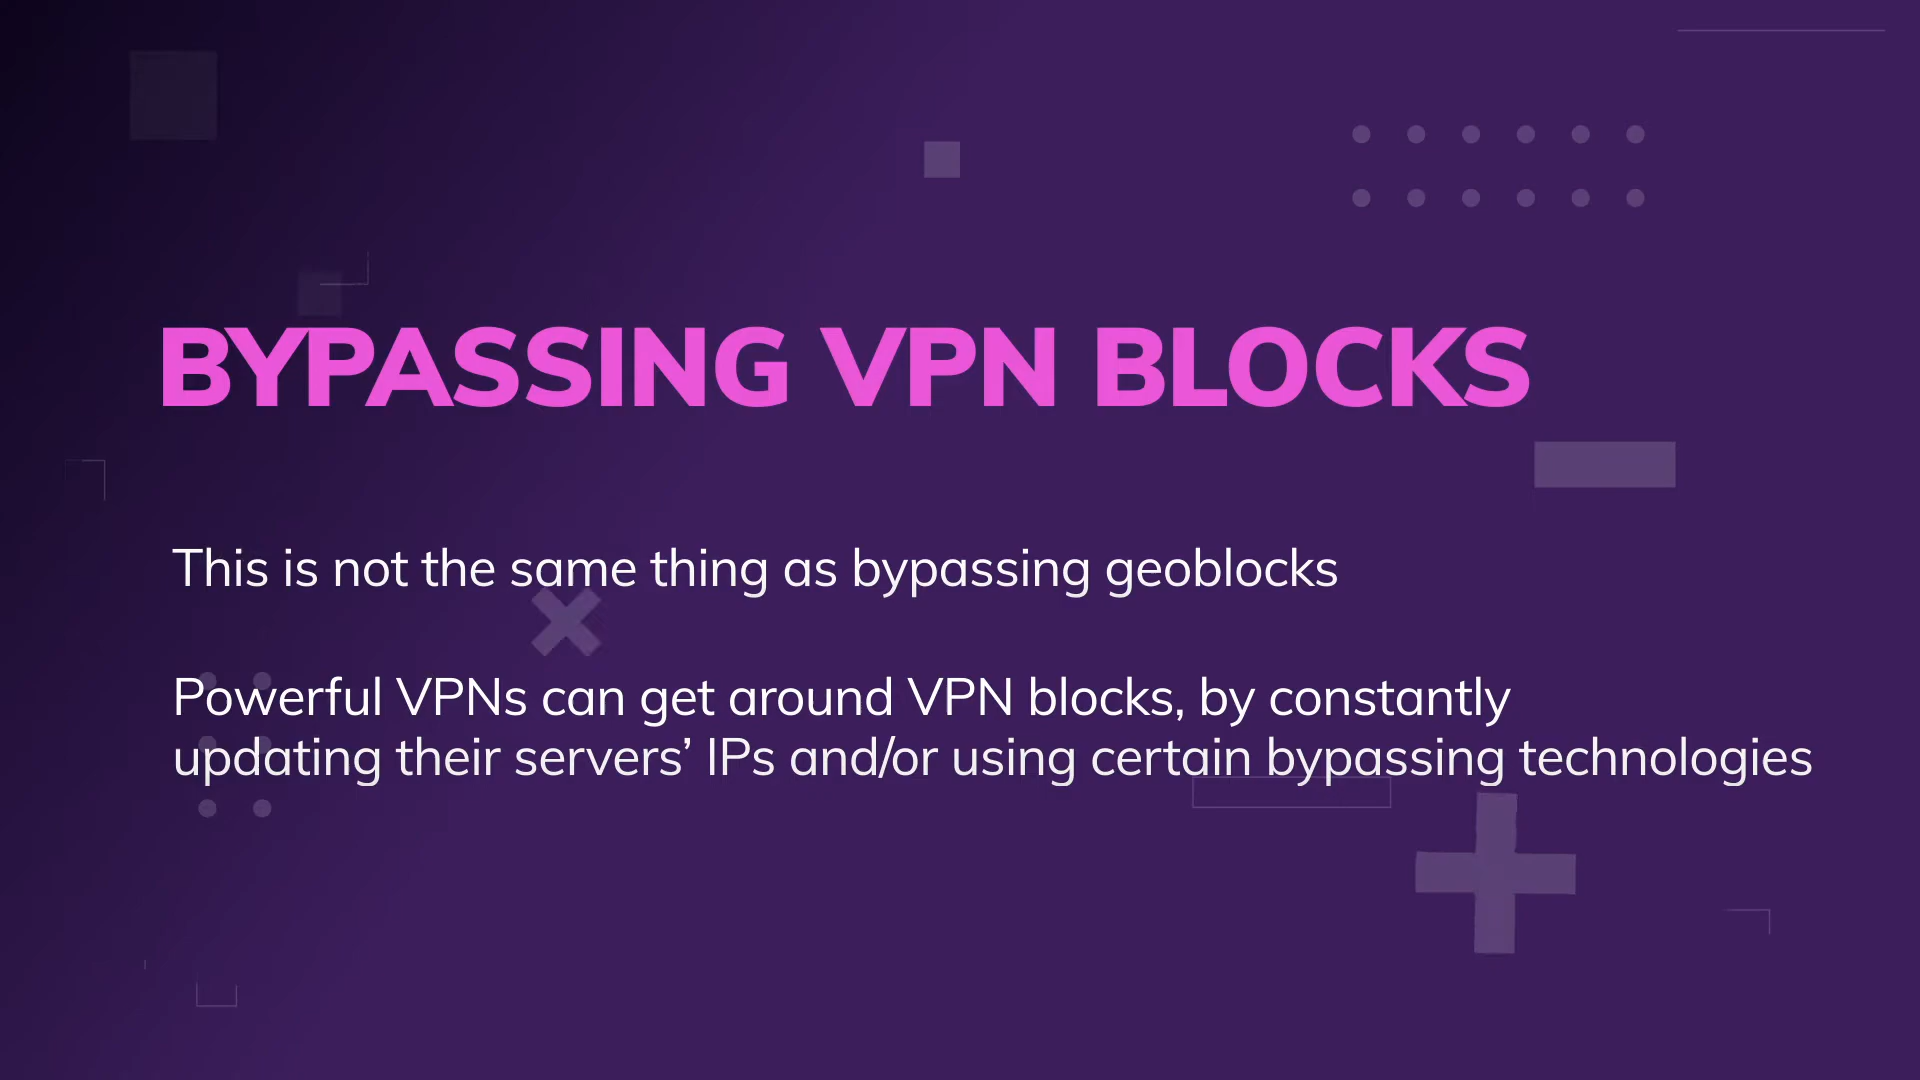 BYPASSING VPN BLOCKS
This is not the same thing as bypassing geoblocks
Powerful VPNs can get around VPN blocks, by constantly
updating their servers’ IPs and/or using certain bypassing technologies